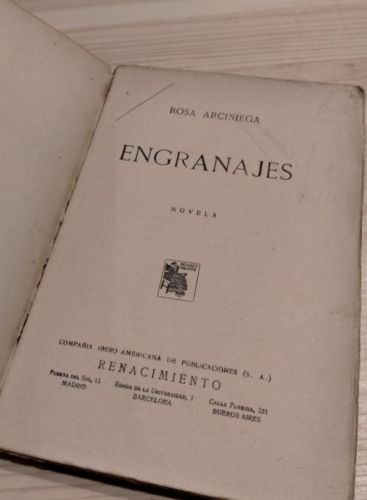 ROSA ARCINIEGA
ENGRANAJES
NOVELA
COMPAÑÍA IBERO AMERICANA DE PUBLICACIONES (S. A.)
RENACIMIENTO
PUERTA DEL SOL, 15
MADRID
RONDA DE LA UNIVERSIDAD, 1
BARCELONA
CALLE FLORIDA, 251
BUENOS AIRES